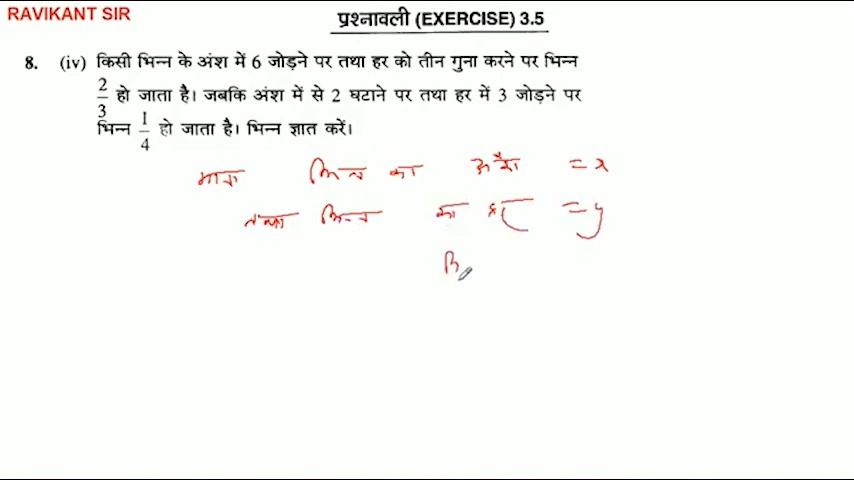 RAVIKANT SIR
प्रश्नावली (EXERCISE) 3.5
8. (iv) किसी भिन्न के अंश में 6 जोड़ने पर तथा हर को तीन गुना करने पर भिन्न
2/3 हो जाता है। जबकि अंश में से 2 घटाने पर तथा हर में 3 जोड़ने पर
भिन्न 1/4 हो जाता है। भिन्न ज्ञात करें।
माना भिन्न का अंश = x
तथा भिन्न का हर = y